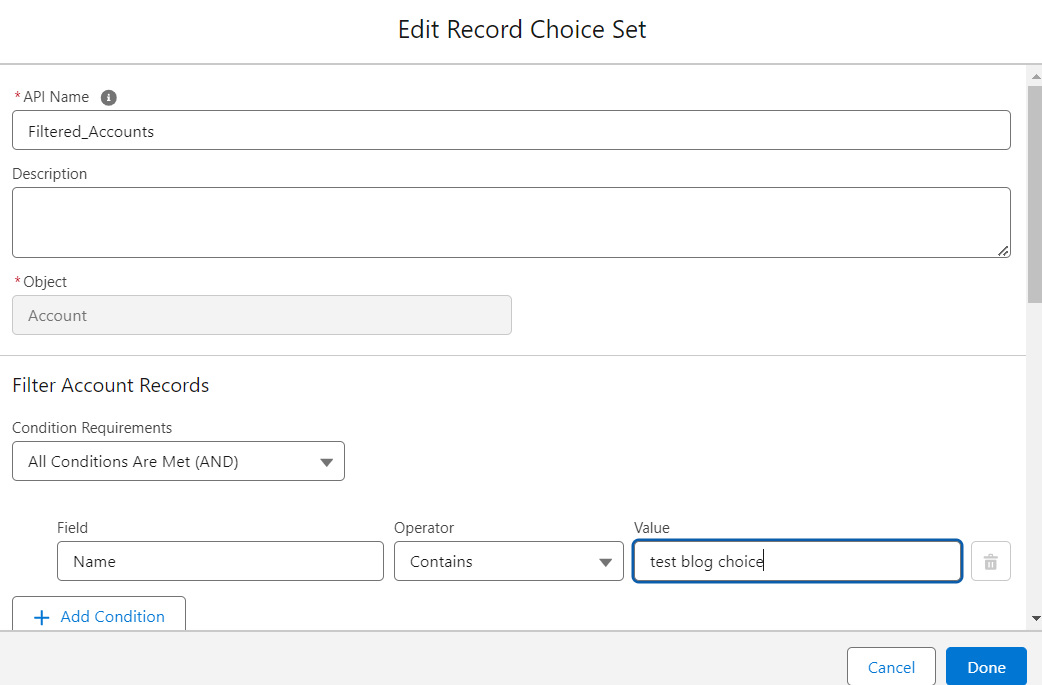 Edit Record Choice Set
*API Name
Filtered_Accounts
Description
*Object
Account
Filter Account Records
Condition Requirements
All Conditions Are Met (AND)
Field Operator Value
Name Contains test blog choice
+ Add Condition
Cancel Done